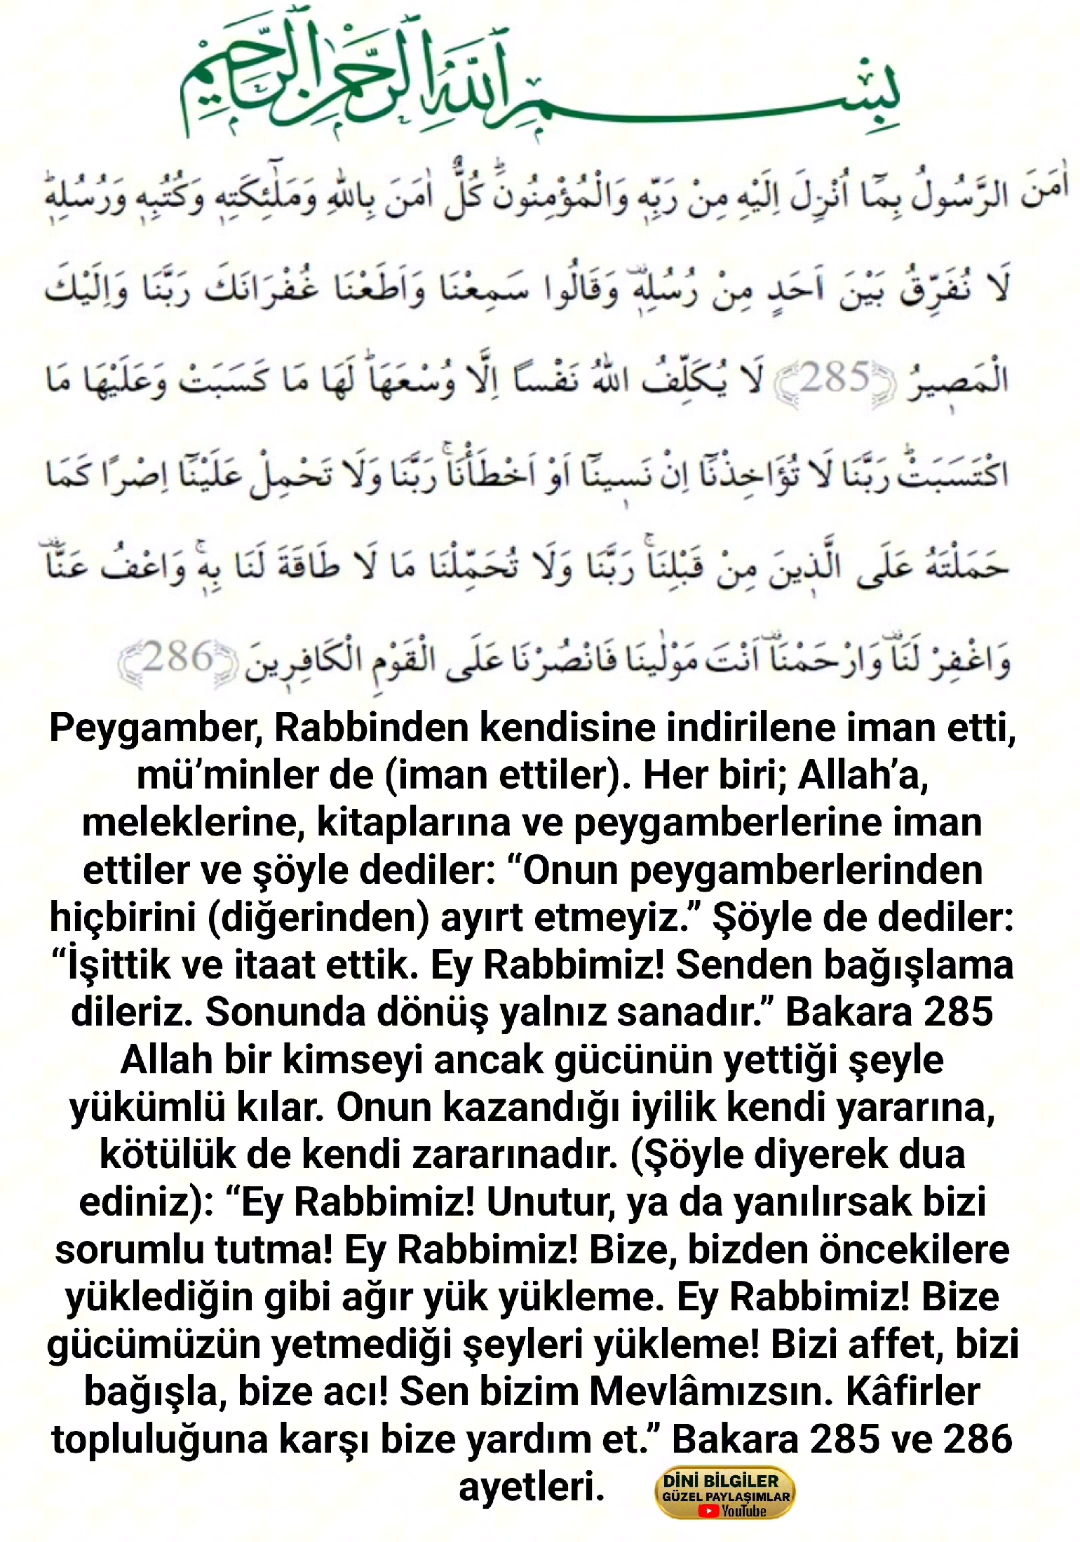 بِسْمِ اللّٰهِ الرَّحْمٰنِ الرَّحِيمِ
اٰمَنَ الرَّسُولُ بِمَٓا اُنْزِلَ اِلَيْهِ مِنْ رَبِّهٖ وَالْمُؤْمِنُونَۜ كُلٌّ اٰمَنَ بِاللّٰهِ وَمَلٰٓئِكَتِهٖ وَكُتُبِهٖ وَرُسُلِهٖۜ
لَا نُفَرِّقُ بَيْنَ اَحَدٍ مِنْ رُسُلِهٖ۠ وَقَالُوا سَمِعْنَا وَاَطَعْنَا غُفْرَانَكَ رَبَّنَا وَاِلَيْكَ
الْمَصٖيرُ ﴿285﴾ لَا يُكَلِّفُ اللّٰهُ نَفْساً اِلَّا وُسْعَهَاۜ لَهَا مَا كَسَبَتْ وَعَلَيْهَا مَا
اكْتَسَبَتْۜ رَبَّنَا لَا تُؤَاخِذْنَٓا اِنْ نَسٖينَٓا اَوْ اَخْطَأْنَاۚ رَبَّنَا وَلَا تَحْمِلْ عَلَيْنَٓا اِصْرًا كَمَا
حَمَلْتَهُ عَلَى الَّذٖينَ مِنْ قَبْلِنَاۚ رَبَّنَا وَلَا تُحَمِّلْنَا مَا لَا طَاقَةَ لَنَا بِهٖۚ وَاعْفُ عَنَّا۠
وَاغْفِرْ لَنَا۠ وَارْحَمْنَا۠ اَنْتَ مَوْلٰينَا فَانْصُرْنَا عَلَى الْقَوْمِ الْكَافِرٖينَ ﴿286﴾
Peygamber, Rabbinden kendisine indirilene iman etti,
mü’minler de (iman ettiler). Her biri; Allah’a,
meleklerine, kitaplarına ve peygamberlerine iman
ettiler ve şöyle dediler: “Onun peygamberlerinden
hiçbirini (diğerinden) ayırt etmeyiz.” Şöyle de dediler:
“İşittik ve itaat ettik. Ey Rabbimiz! Senden bağışlama
dileriz. Sonunda dönüş yalnız sanadır.” Bakara 285
Allah bir kimseyi ancak gücünün yettiği şeyle
yükümlü kılar. Onun kazandığı iyilik kendi yararına,
kötülük de kendi zararınadır. (Şöyle diyerek dua
ediniz): “Ey Rabbimiz! Unutur, ya da yanılırsak bizi
sorumlu tutma! Ey Rabbimiz! Bize, bizden öncekilere
yüklediğin gibi ağır yük yükleme. Ey Rabbimiz! Bize
gücümüzün yetmediği şeyleri yükleme! Bizi affet, bizi
bağışla, bize acı! Sen bizim Mevlâmızsın. Kâfirler
topluluğuna karşı bize yardım et.” Bakara 285 ve 286
ayetleri.
DİNİ BİLGİLER
GÜZEL PAYLAŞIMLAR
YouTube